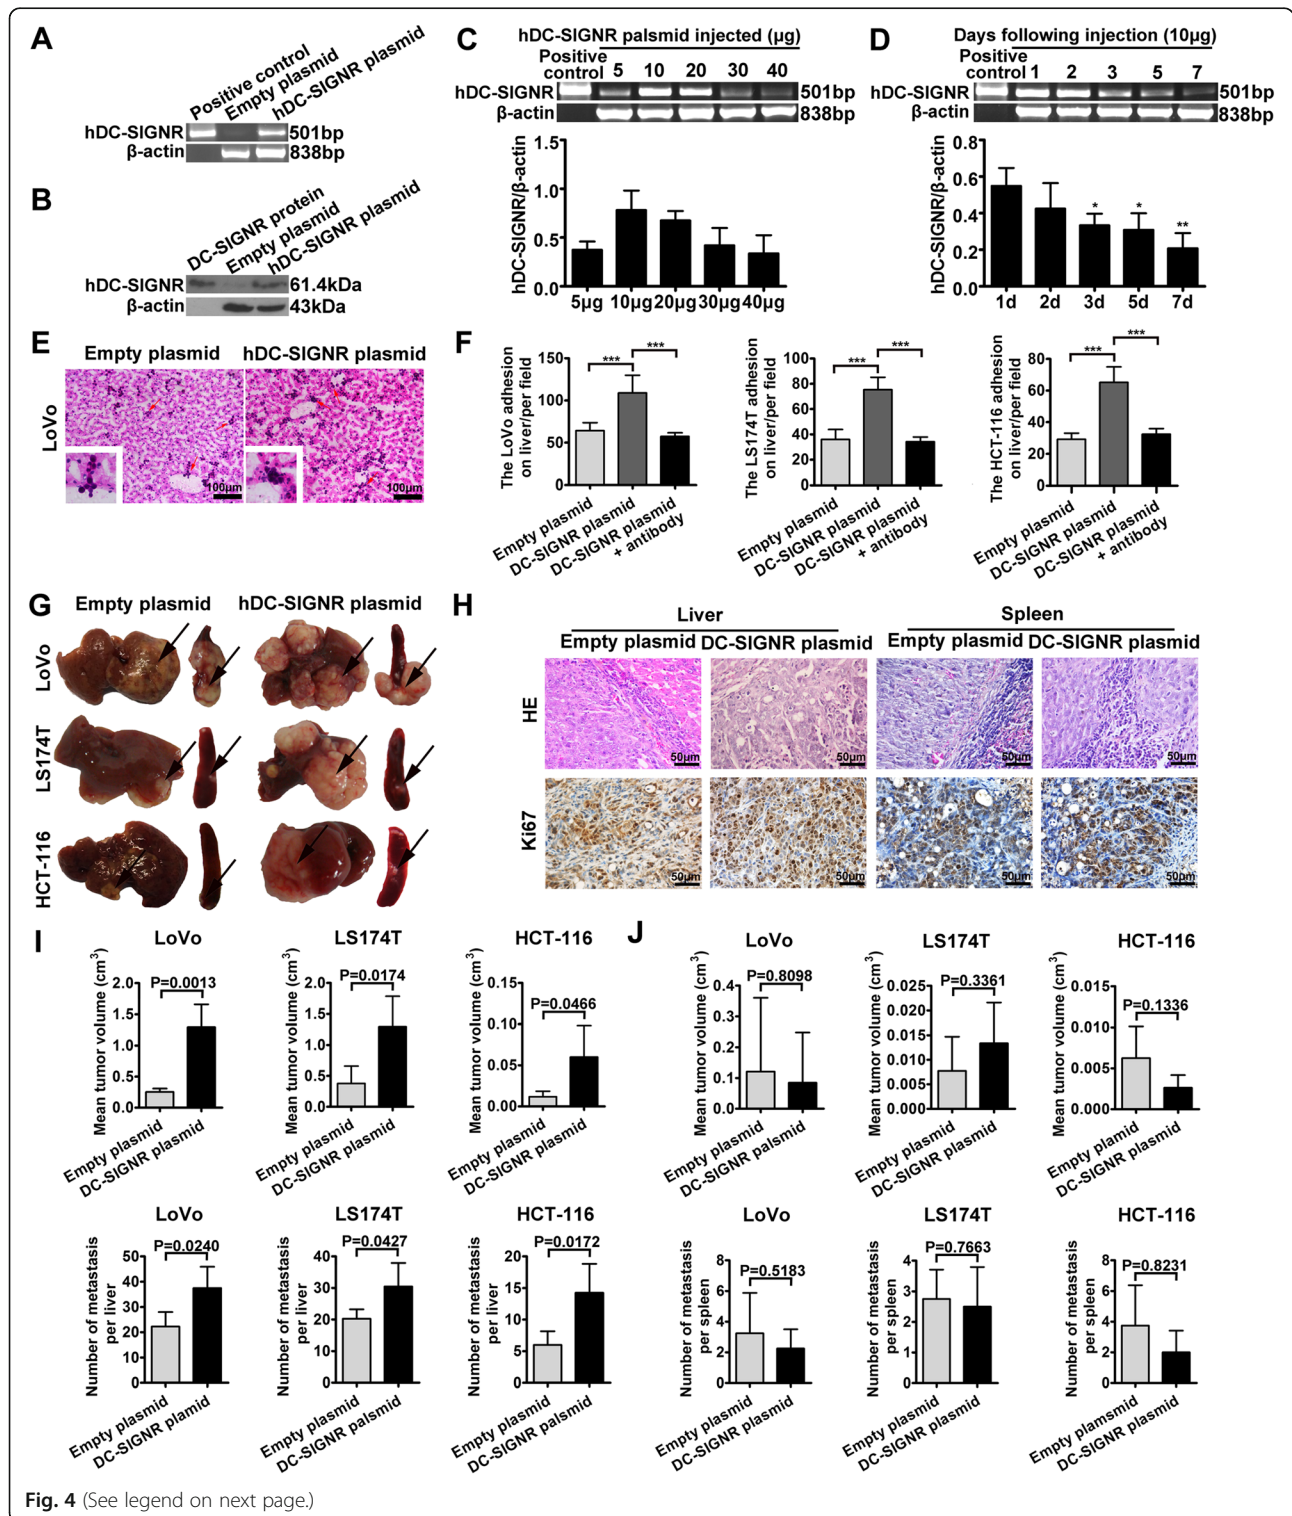 A
Positive control
Empty plasmid
hDC-SIGNR plasmid
hDC-SIGNR 501bp
β-actin 838bp
B
DC-SIGNR protein
Empty plasmid
hDC-SIGNR plasmid
hDC-SIGNR 61.4kDa
β-actin 43kDa
C
hDC-SIGNR palsmid injected (µg)
Positive control 5 10 20 30 40
hDC-SIGNR 501bp
β-actin 838bp
hDC-SIGNR/β-actin
1.5
1.0
0.5
0.0
5µg 10µg 20µg 30µg 40µg
D
Days following injection (10µg)
Positive control 1 2 3 5 7
hDC-SIGNR 501bp
β-actin 838bp
hDC-SIGNR/β-actin
0.8
0.6
0.4
0.2
0.0
* * **
1d 2d 3d 5d 7d
E
Empty plasmid hDC-SIGNR plasmid
LoVo
100µm 100µm
F
The LoVo adhesion
on liver/per field
150
100
50
0
*** ***
Empty plasmid
DC-SIGNR plasmid
DC-SIGNR plasmid
+ antibody
The LS174T adhesion
on liver/per field
100
80
60
40
20
0
*** ***
Empty plasmid
DC-SIGNR plasmid
DC-SIGNR plasmid
+ antibody
The HCT-116 adhesion
on liver/per field
80
60
40
20
0
*** ***
Empty plasmid
DC-SIGNR plasmid
DC-SIGNR plasmid
+ antibody
G
Empty plasmid hDC-SIGNR plasmid
LoVo
LS174T
HCT-116
H
Liver Spleen
Empty plasmid DC-SIGNR plasmid Empty plasmid DC-SIGNR plasmid
HE
50µm 50µm 50µm 50µm
Ki67
50µm 50µm 50µm 50µm
I
LoVo
Mean tumor volume (cm³)
2.0
1.5
1.0
0.5
0.0
P=0.0013
Empty plasmid
DC-SIGNR plasmid
LS174T
Mean tumor volume (cm³)
2.0
1.5
1.0
0.5
0.0
P=0.0174
Empty plasmid
DC-SIGNR plasmid
HCT-116
Mean tumor volume (cm³)
0.15
0.10
0.05
0.00
P=0.0466
Empty plasmid
DC-SIGNR plasmid
LoVo
Number of metastasis
per liver
50
40
30
20
10
0
P=0.0240
Empty plasmid
DC-SIGNR plamid
LS174T
Number of metastasis
per liver
40
30
20
10
0
P=0.0427
Empty plasmid
DC-SIGNR palsmid
HCT-116
Number of metastasis
per liver
15
10
5
0
P=0.0172
Empty plasmid
DC-SIGNR palsmid
J
LoVo
Mean tumor volume (cm³)
0.4
0.3
0.2
0.1
0.0
P=0.8098
Empty plasmid
DC-SIGNR palsmid
LS174T
Mean tumor volume (cm³)
0.030
0.025
0.020
0.015
0.010
0.005
0.000
P=0.3361
Empty plasmid
DC-SIGNR plasmid
HCT-116
Mean tumor volume (cm³)
0.015
0.010
0.005
0.000
P=0.1336
Empty plasmid
DC-SIGNR plasmid
LoVo
Number of metastasis
per spleen
8
6
4
2
0
P=0.5183
Empty plasmid
DC-SIGNR plasmid
LS174T
Number of metastasis
per spleen
4
3
2
1
0
P=0.7663
Empty plasmid
DC-SIGNR plasmid
HCT-116
Number of metastasis
per spleen
8
6
4
2
0
P=0.8231
Empty plamsmid
DC-SIGNR plasmid
Fig. 4 (See legend on next page.)